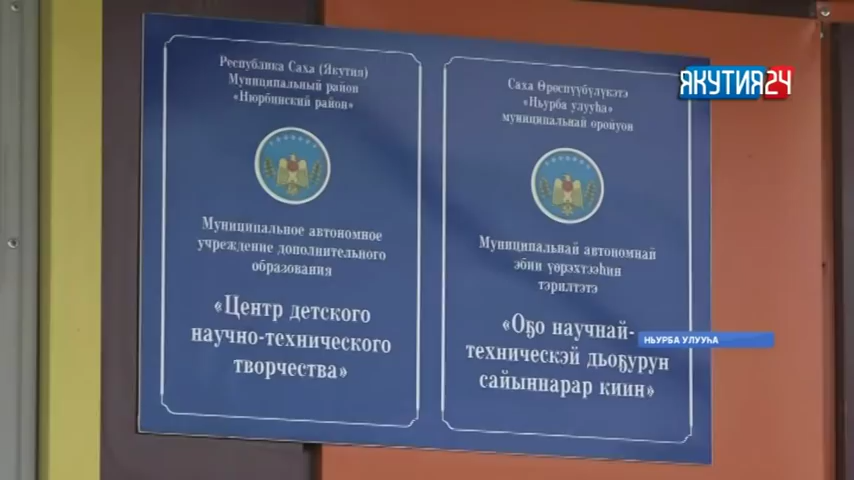 Республика Саха (Якутия)
Муниципальный район
«Нюрбинский район»
Муниципальное автономное
учреждение дополнительного
образования
«Центр детского
научно-технического
творчества»
Саха Өрөспүүбүлүкэтэ
«Ньурба улууһа»
муниципальнай оройуон
Муниципальнай автономнай
эбии үөрэхтээһин
тэрилтэтэ
«Оҕо научнай-
техническэй дьоҕурун
сайыннарар киин»
ЯКУТИЯ24
НЬУРБА УЛУУҺА